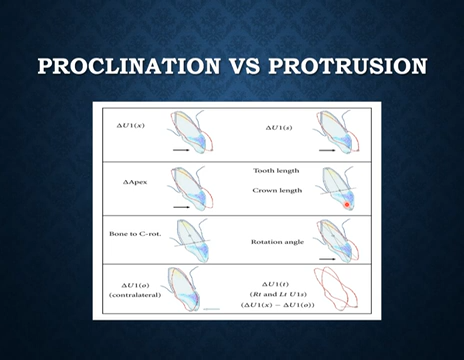 PROCLINATION VS PROTRUSION
ΔU1(x)
ΔU1(s)
ΔApex
Tooth length
Crown length
Bone to C-rot.
Rotation angle
ΔU1(o)
(contralateral)
ΔU1(t)
(Rt and Lt U1s)
(ΔU1(x) − ΔU1(o))